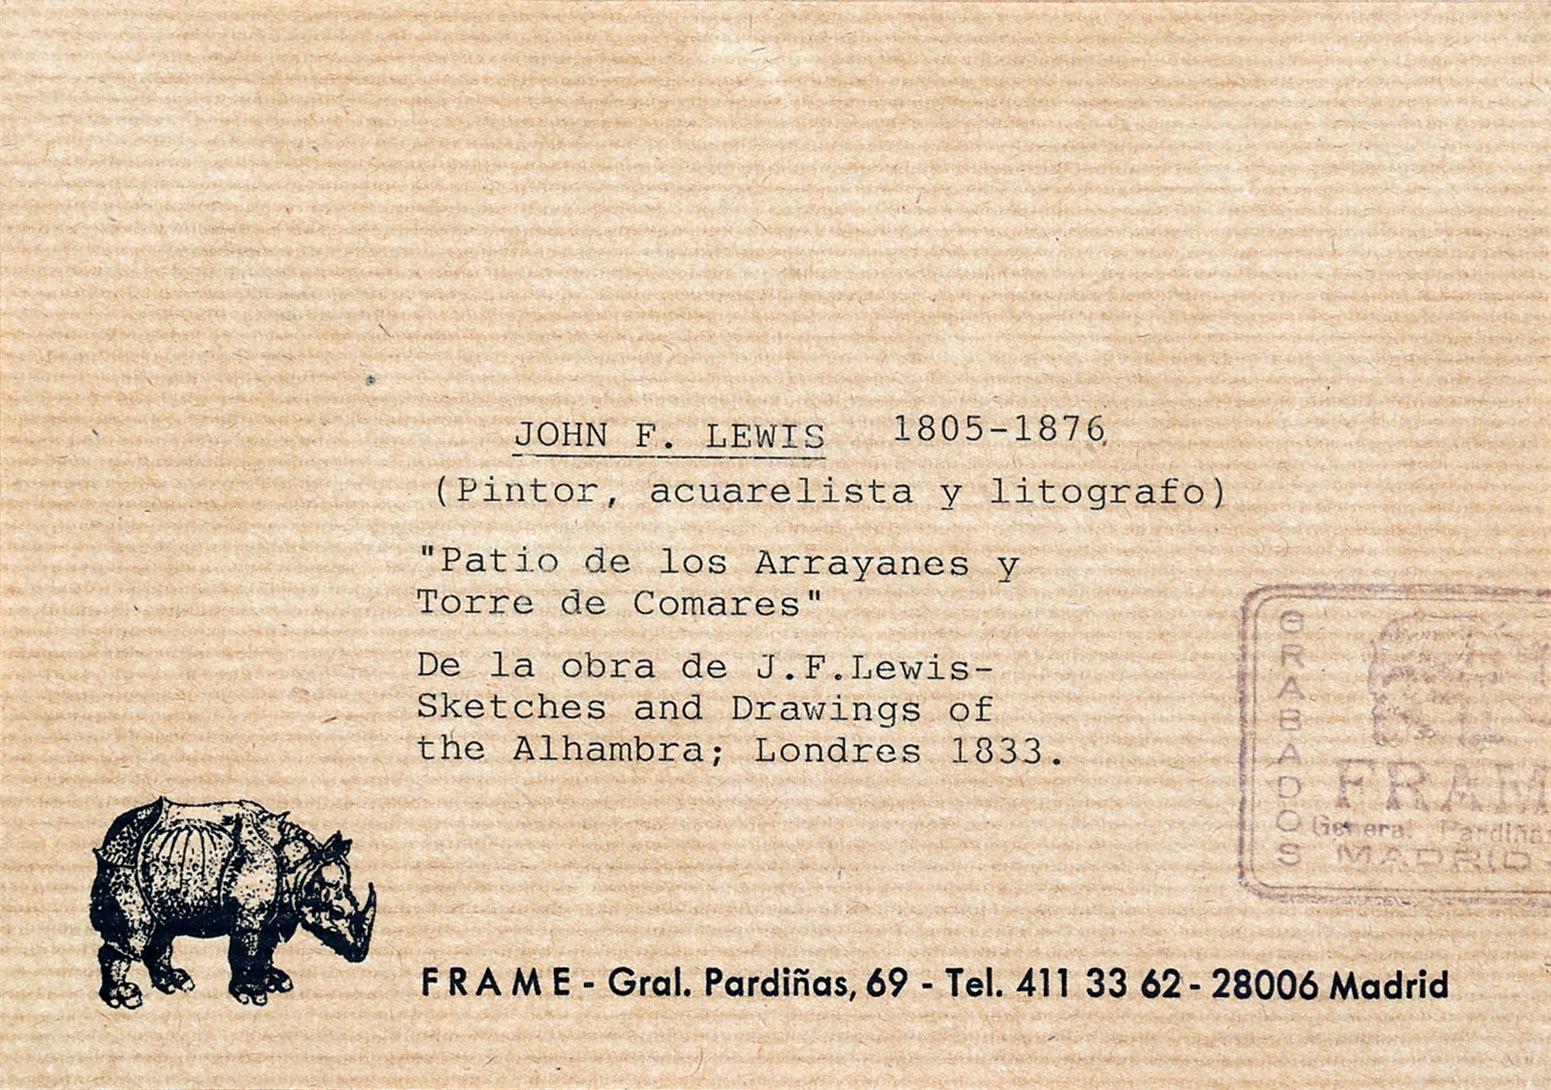 JOHN F. LEWIS 1805-1876
(Pintor, acuarelista y litografo)
"Patio de los Arrayanes y
Torre de Comares"
De la obra de J.F.Lewis-
Sketches and Drawings of
the Alhambra; Londres 1833.
GRABADOS
FRAM
General Pardiña
MADRID
FRAME - Gral. Pardiñas, 69 - Tel. 411 33 62 - 28006 Madrid